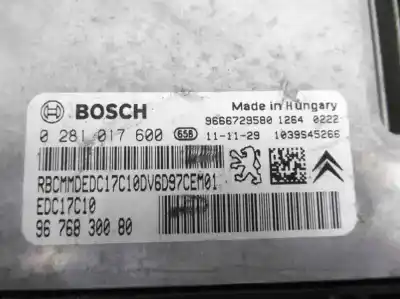 BOSCH
Made in Hungary
9666729580 1264 0222
0 281 017 600 65B 11-11-29 1039S45266
RBCMMDEDC17C10DV6D97CEM01
EDC17C10
96 768 300 80